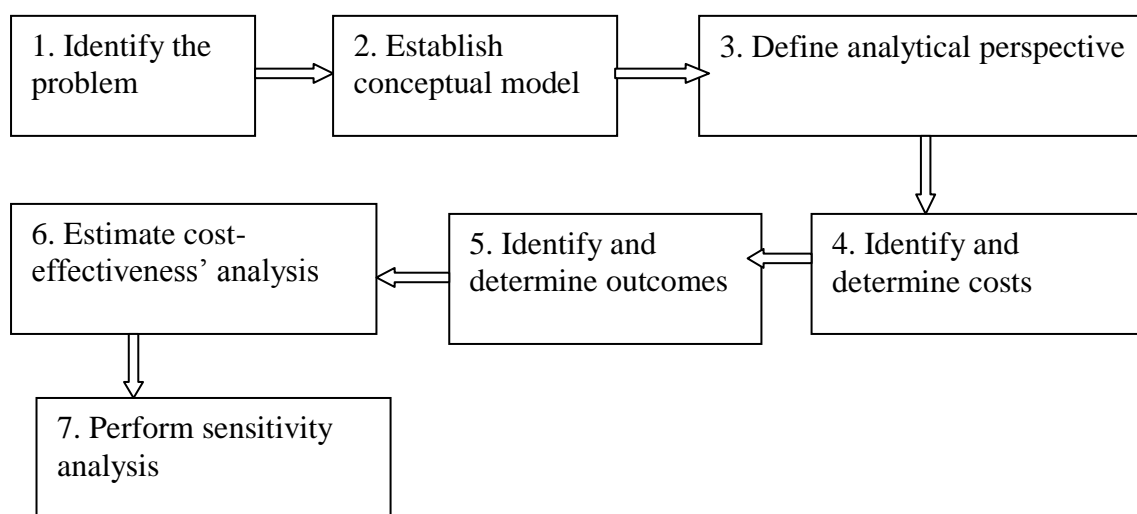 1. Identify the
problem
2. Establish
conceptual model
3. Define analytical perspective
4. Identify and
determine costs
5. Identify and
determine outcomes
6. Estimate cost-
effectiveness’ analysis
7. Perform sensitivity
analysis